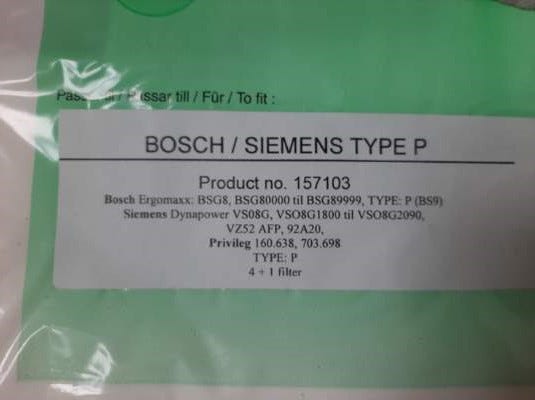 / Passar till / Für / To fit :
BOSCH / SIEMENS TYPE P
Product no. 157103
Bosch Ergomaxx: BSG8, BSG80000 til BSG89999, TYPE: P (BS9)
Siemens Dynapower VS08G, VSO8G1800 til VSO8G2090,
VZ52 AFP, 92A20,
Privileg 160.638, 703.698
TYPE: P
4 + 1 filter